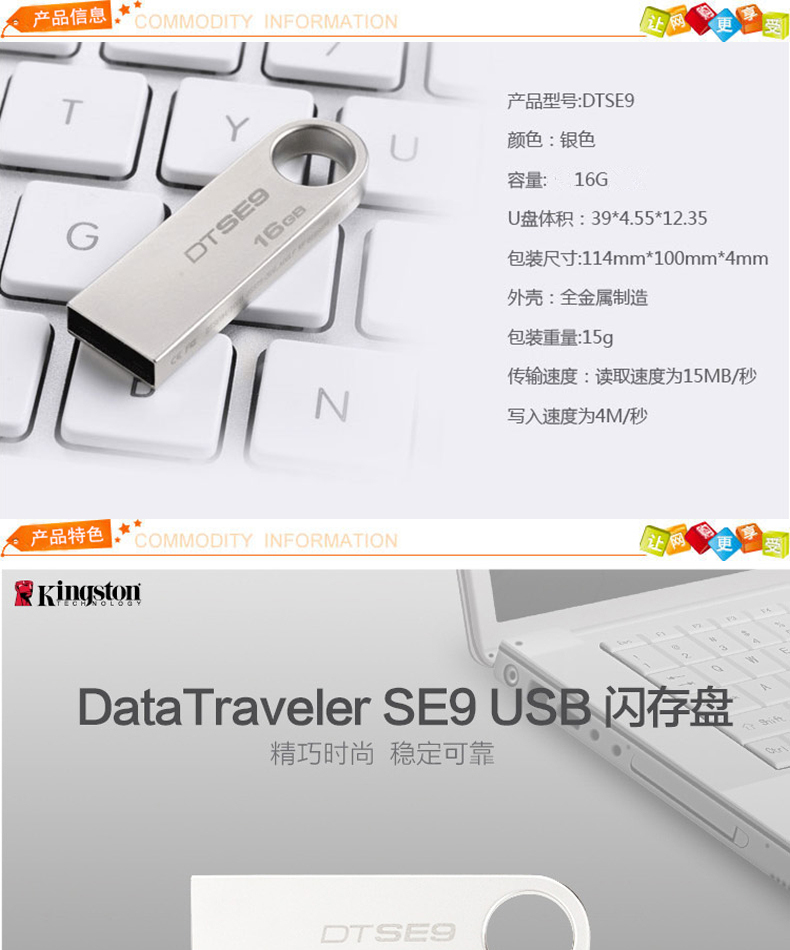 产品信息
COMMODITY INFORMATION
让网购更享受
T
Y
U
G
DTSE9
16GB
B
N
产品型号:DTSE9
颜色：银色
容量: 16G
U盘体积：39*4.55*12.35
包装尺寸:114mm*100mm*4mm
外壳：全金属制造
包装重量:15g
传输速度：读取速度为15MB/秒
写入速度为4M/秒
产品特色
COMMODITY INFORMATION
让网购更享受
Kingston
TECHNOLOGY
DataTraveler SE9 USB 闪存盘
精巧时尚 稳定可靠
DTSE9